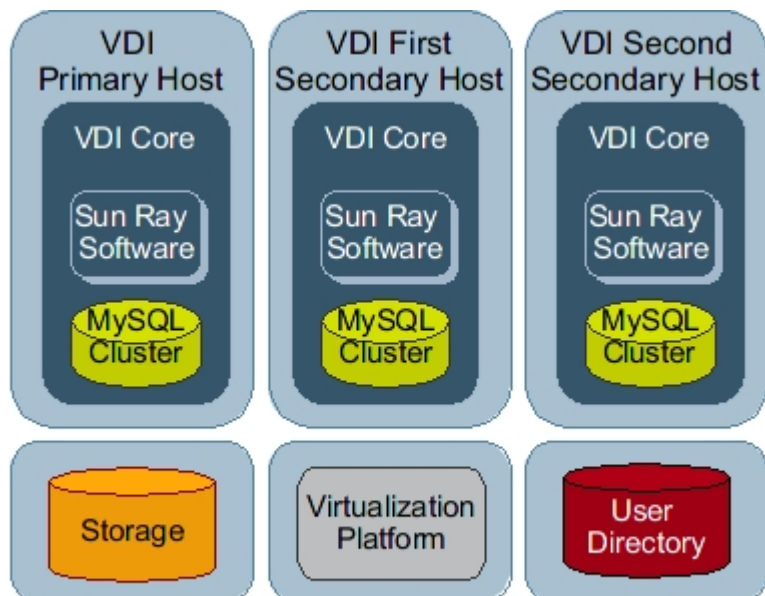 VDI
Primary Host
VDI Core
Sun Ray
Software
MySQL
Cluster
VDI First
Secondary Host
VDI Core
Sun Ray
Software
MySQL
Cluster
VDI Second
Secondary Host
VDI Core
Sun Ray
Software
MySQL
Cluster
Storage
Virtualization
Platform
User
Directory